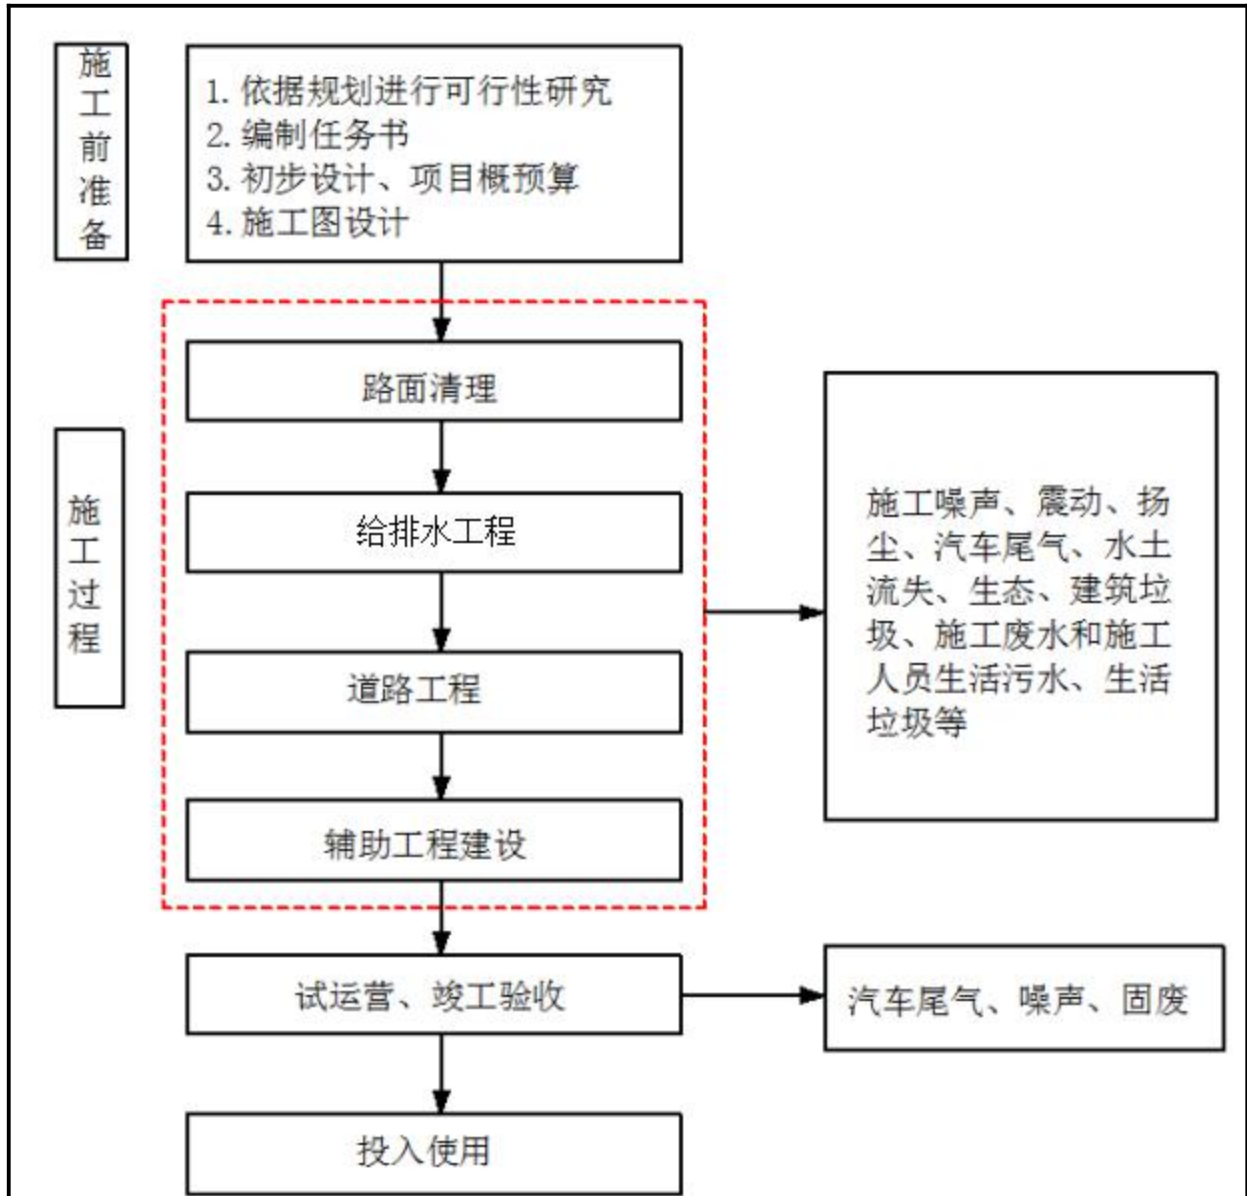 施工前准备
1. 依据规划进行可行性研究
2. 编制任务书
3. 初步设计、项目概预算
4. 施工图设计
施工过程
路面清理
给排水工程
道路工程
辅助工程建设
施工噪声、震动、扬
尘、汽车尾气、水土
流失、生态、建筑垃
圾、施工废水和施工
人员生活污水、生活
垃圾等
试运营、竣工验收
汽车尾气、噪声、固废
投入使用